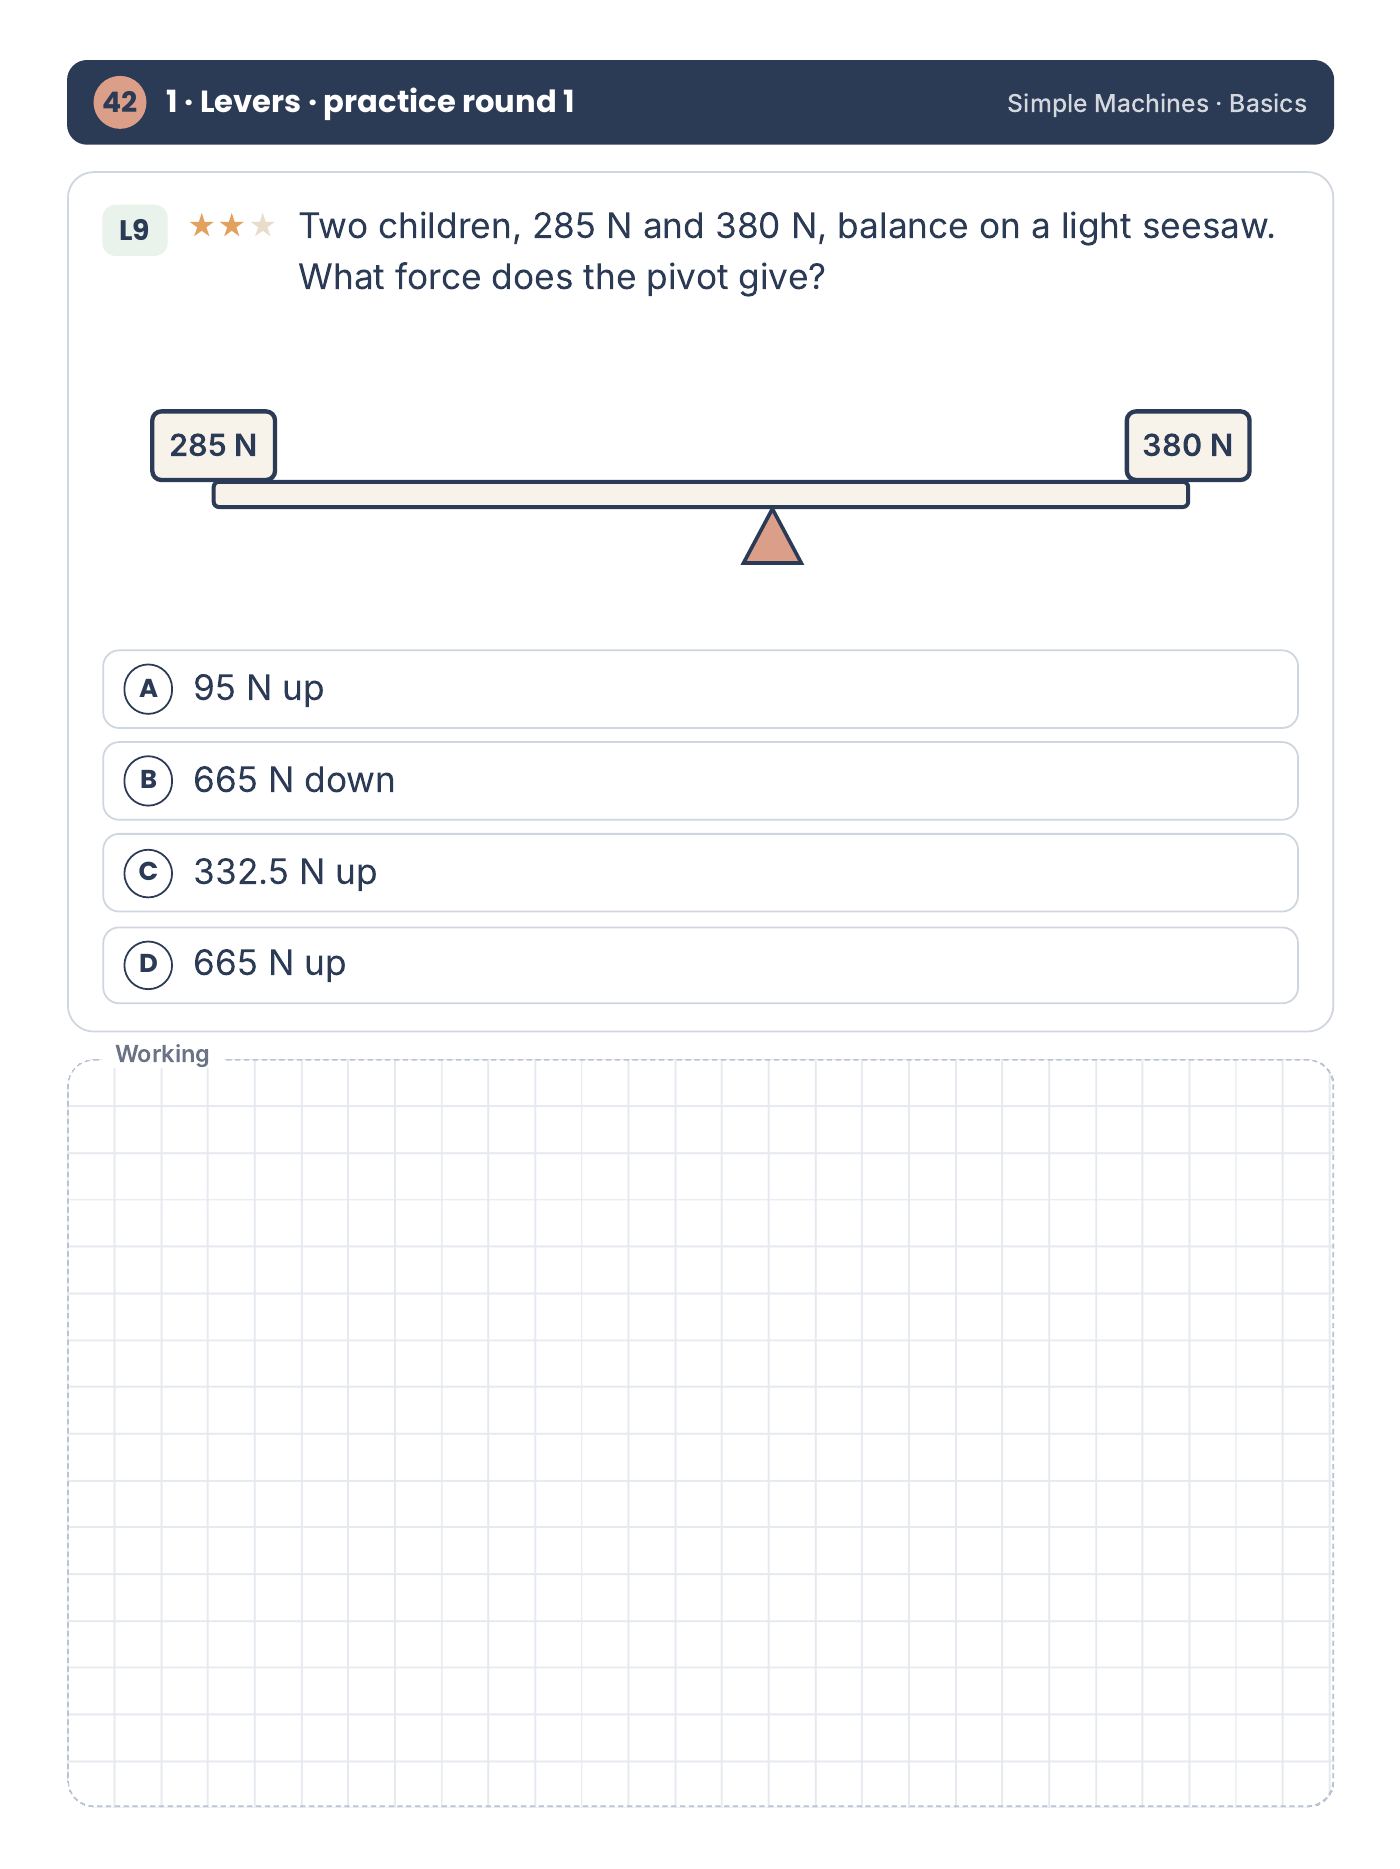 42 1 · Levers · practice round 1 Simple Machines · Basics
L9 ★★★ Two children, 285 N and 380 N, balance on a light seesaw.
What force does the pivot give?
285 N 380 N
A 95 N up
B 665 N down
C 332.5 N up
D 665 N up
Working